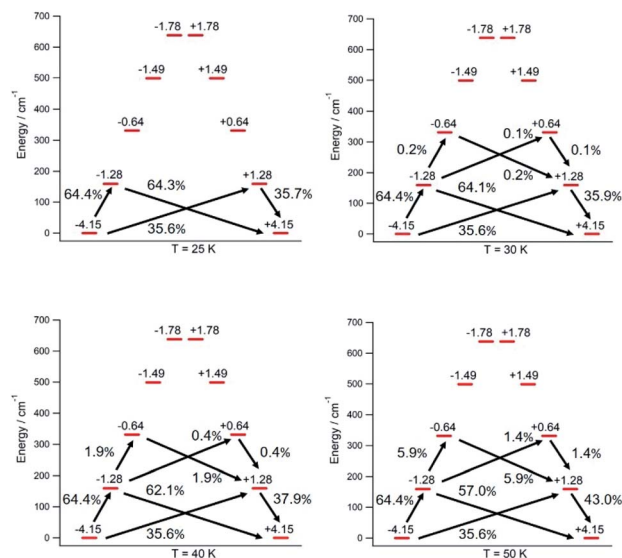 700
600
500
400
300
200
100
0
Energy / cm⁻¹
-1.78 +1.78
-1.49 +1.49
-0.64 +0.64
-1.28 +1.28
64.4% 64.3% 35.7%
-4.15 35.6% +4.15
T = 25 K
700
600
500
400
300
200
100
0
Energy / cm⁻¹
-1.78 +1.78
-1.49 +1.49
-0.64 +0.64
0.2% 0.1% 0.1%
-1.28 0.2% +1.28
64.4% 64.1% 35.9%
-4.15 35.6% +4.15
T = 30 K
700
600
500
400
300
200
100
0
Energy / cm⁻¹
-1.78 +1.78
-1.49 +1.49
-0.64 +0.64
1.9% 0.4% 0.4%
-1.28 1.9% +1.28
64.4% 62.1% 37.9%
-4.15 35.6% +4.15
T = 40 K
700
600
500
400
300
200
100
0
Energy / cm⁻¹
-1.78 +1.78
-1.49 +1.49
-0.64 +0.64
5.9% 1.4% 1.4%
-1.28 5.9% +1.28
64.4% 57.0% 43.0%
-4.15 35.6% +4.15
T = 50 K